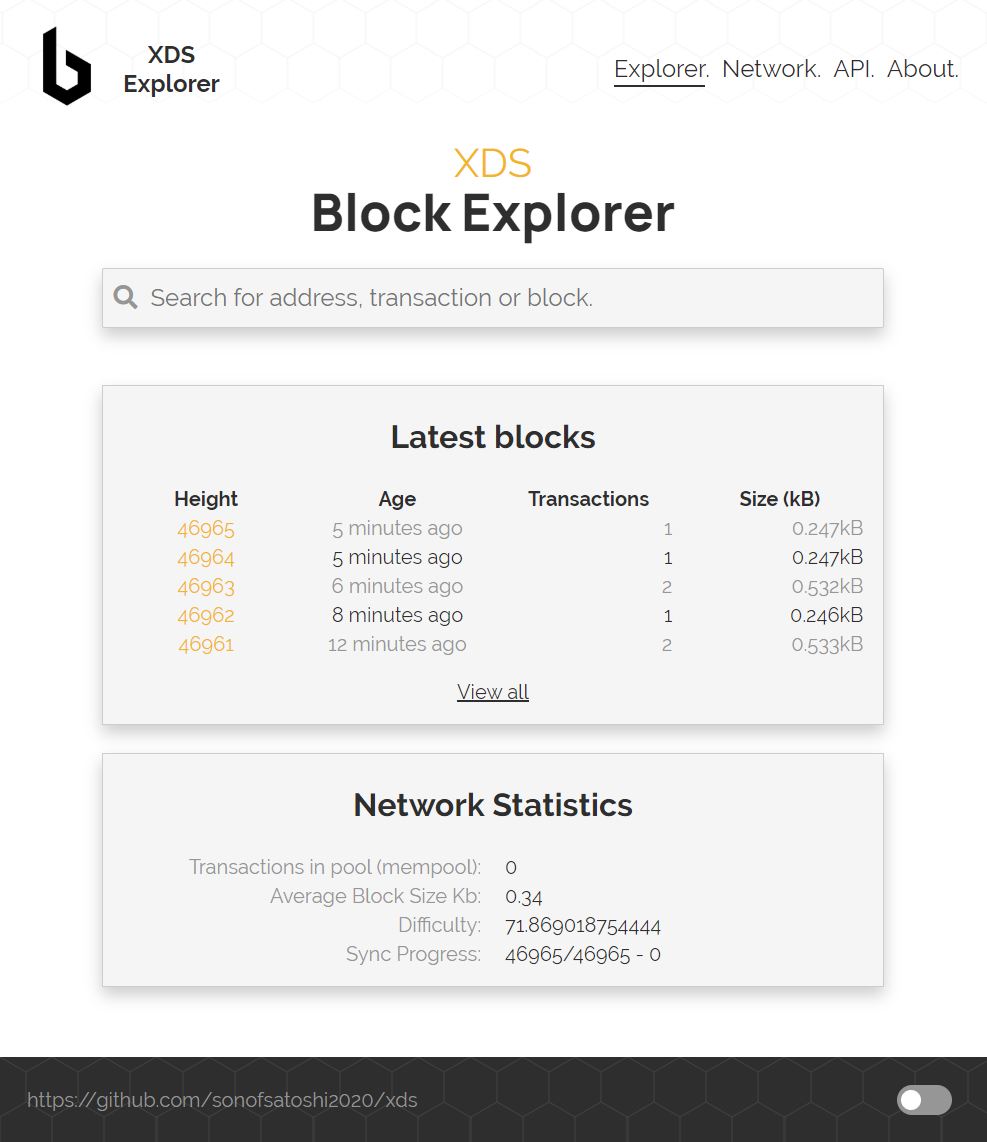 XDS
Explorer
Explorer. Network. API. About.
XDS
Block Explorer
Search for address, transaction or block.
Latest blocks
Height Age Transactions Size (kB)
46965 5 minutes ago 1 0.247kB
46964 5 minutes ago 1 0.247kB
46963 6 minutes ago 2 0.532kB
46962 8 minutes ago 1 0.246kB
46961 12 minutes ago 2 0.533kB
View all
Network Statistics
Transactions in pool (mempool): 0
Average Block Size Kb: 0.34
Difficulty: 71.869018754444
Sync Progress: 46965/46965 - 0
https://github.com/sonofsatoshi2020/xds